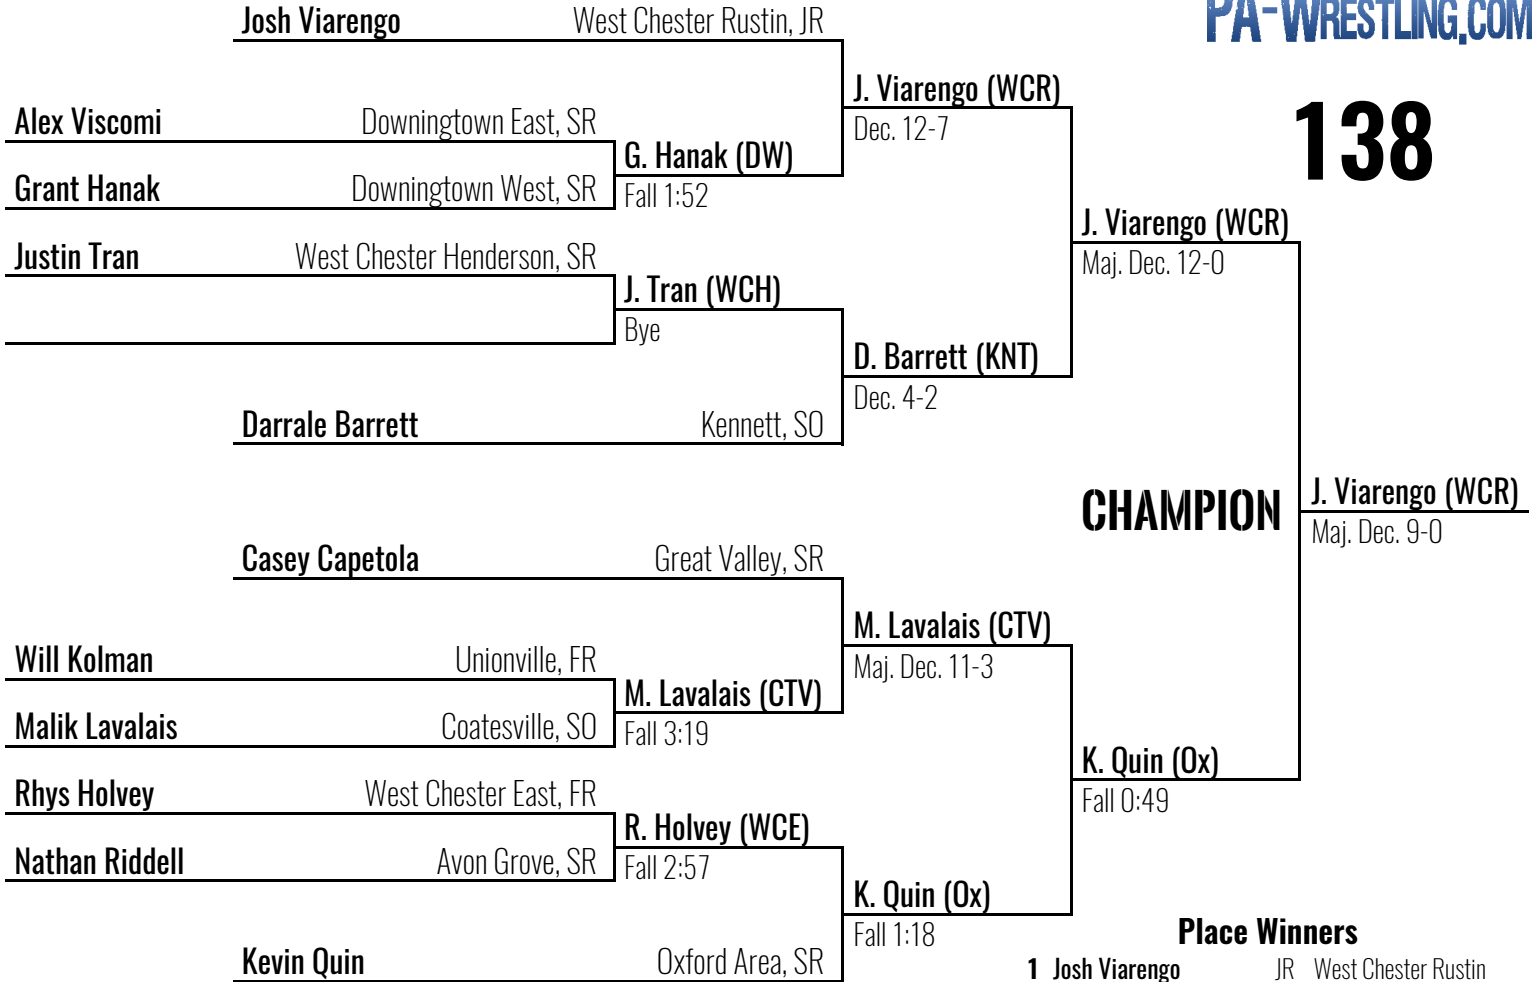 Josh Viarengo West Chester Rustin, JR
PA-WRESTLING.COM
J. Viarengo (WCR)
Dec. 12-7
138
Alex Viscomi Downingtown East, SR
G. Hanak (DW)
Fall 1:52
Grant Hanak Downingtown West, SR
J. Viarengo (WCR)
Maj. Dec. 12-0
Justin Tran West Chester Henderson, SR
J. Tran (WCH)
Bye
D. Barrett (KNT)
Dec. 4-2
Darrale Barrett Kennett, SO
CHAMPION
J. Viarengo (WCR)
Maj. Dec. 9-0
Casey Capetola Great Valley, SR
M. Lavalais (CTV)
Maj. Dec. 11-3
Will Kolman Unionville, FR
M. Lavalais (CTV)
Fall 3:19
Malik Lavalais Coatesville, SO
K. Quin (Ox)
Fall 0:49
Rhys Holvey West Chester East, FR
R. Holvey (WCE)
Fall 2:57
Nathan Riddell Avon Grove, SR
K. Quin (Ox)
Fall 1:18
Kevin Quin Oxford Area, SR
Place Winners
1 Josh Viarengo JR West Chester Rustin